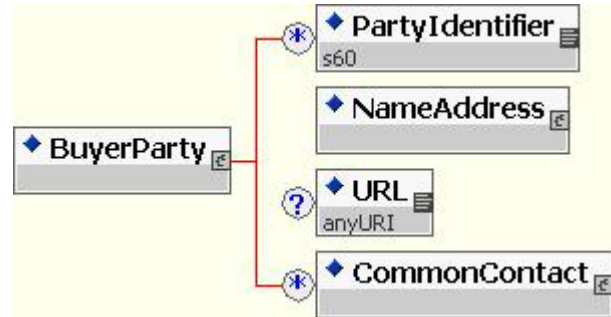 PartyIdentifier
s60
NameAddress
BuyerParty
?
URL
anyURI
CommonContact